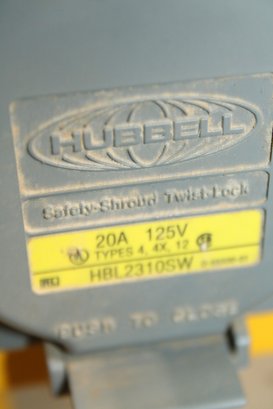 HUBBELL
Safety-Shroud Twist-Lock
20A 125V
TYPES 4, 4X, 12
HBL2310SW
PUSH TO CLOSE